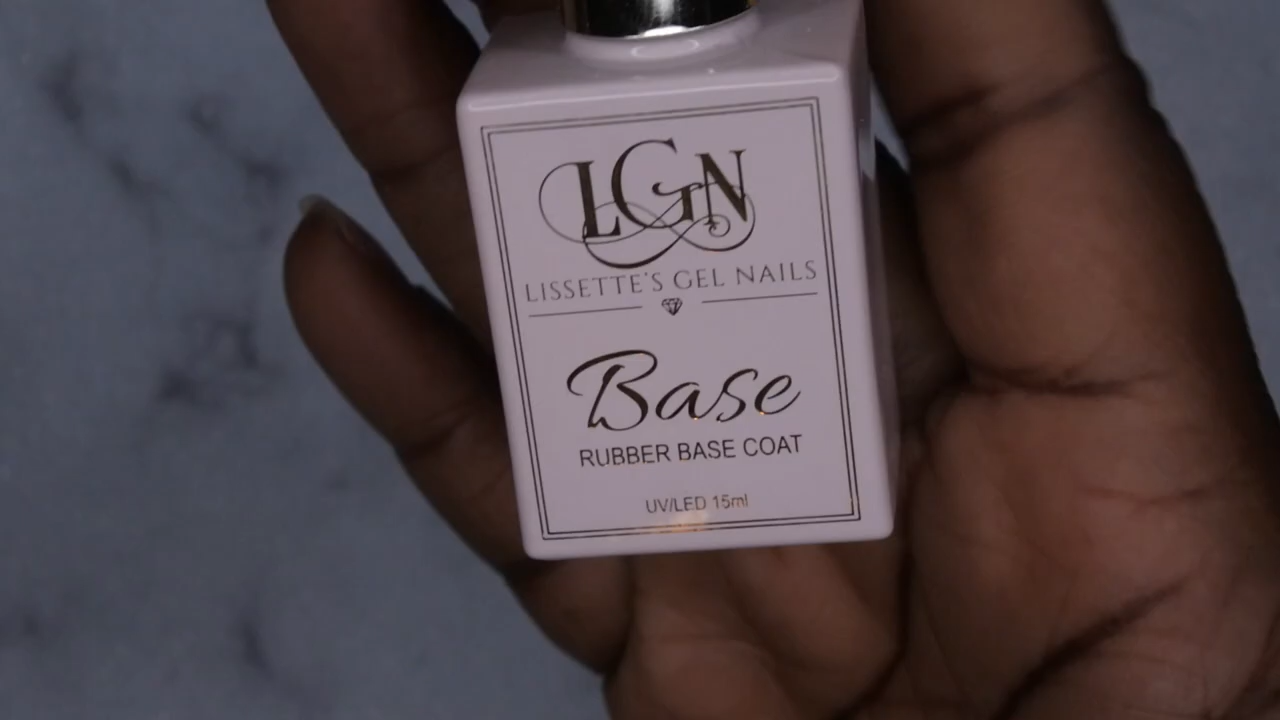 LGN
LISSETTE'S GEL NAILS
Base
RUBBER BASE COAT
UV/LED 15ml